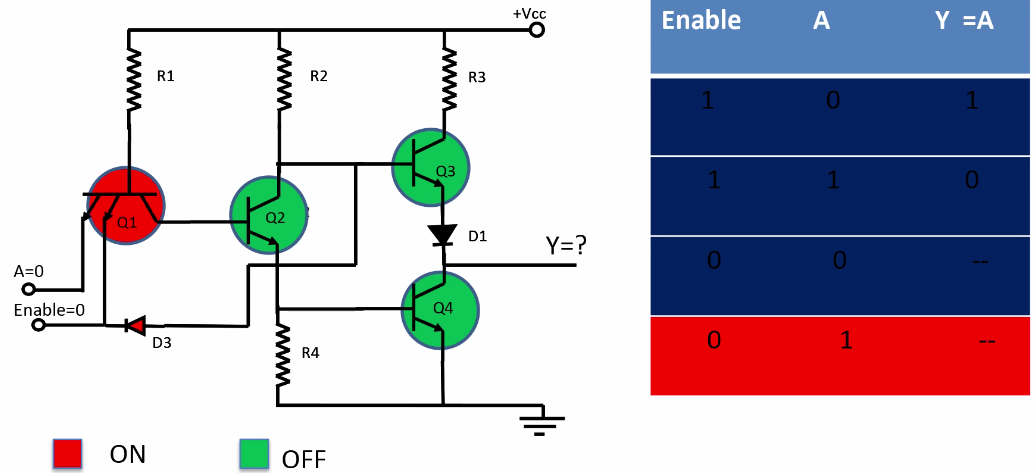 +Vcc
R1
R2
R3
Q1
Q2
Q3
D1
Y=?
A=0
Enable=0
D3
Q4
R4
ON
OFF
Enable A Y =A
1 0 1
1 1 0
0 0 --
0 1 --